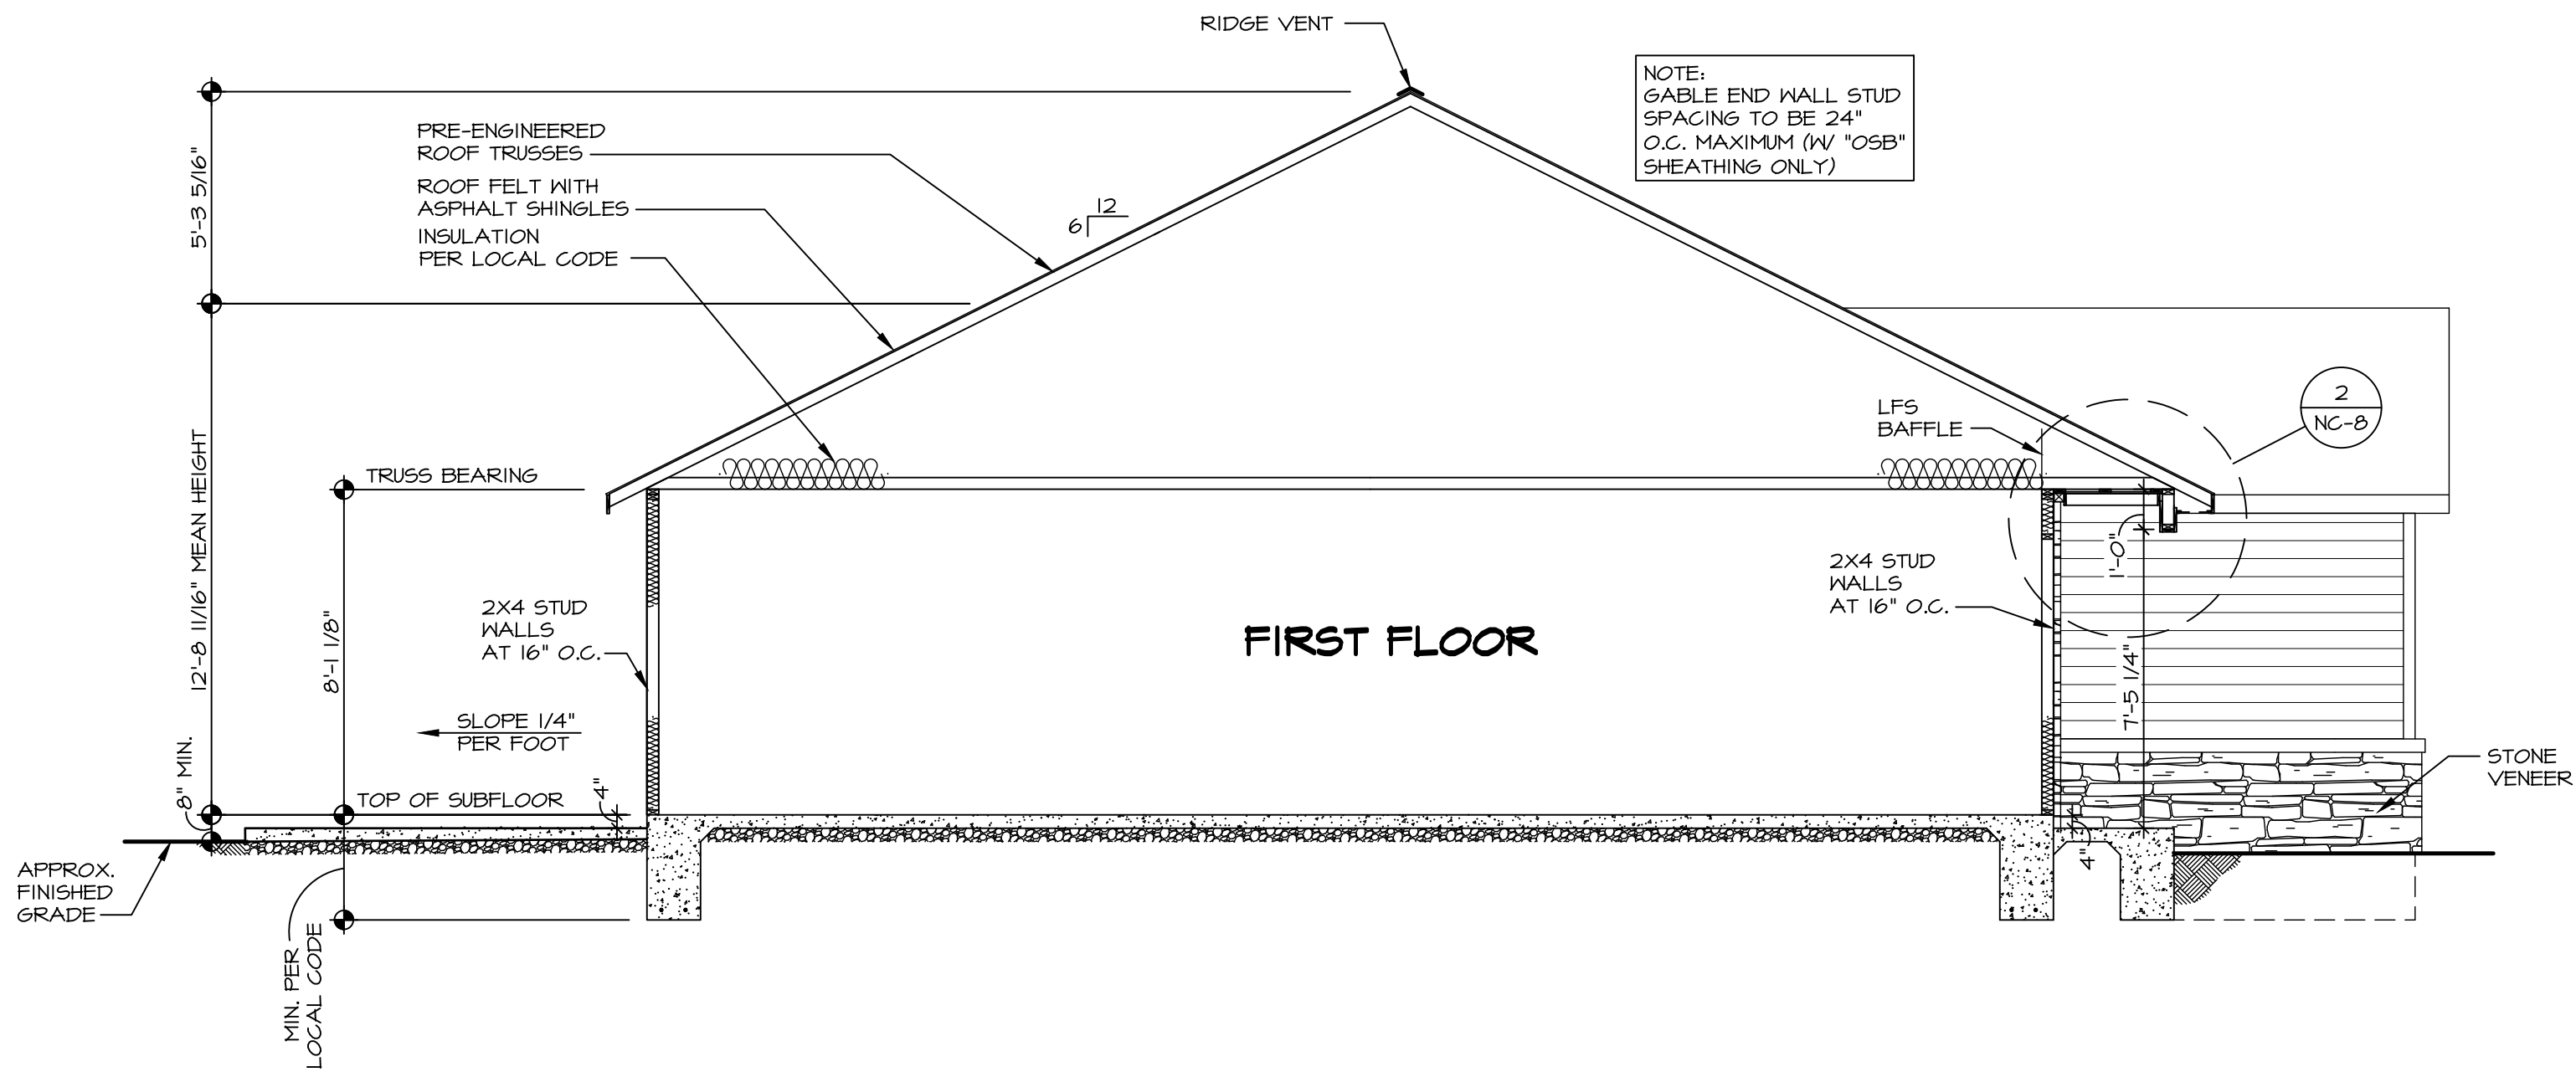 RIDGE VENT
NOTE:
GABLE END WALL STUD
SPACING TO BE 24"
O.C. MAXIMUM (W/ "OSB"
SHEATHING ONLY)
PRE-ENGINEERED
ROOF TRUSSES
ROOF FELT WITH
ASPHALT SHINGLES
INSULATION
PER LOCAL CODE
12
6
5'-3 5/16"
12'-8 11/16" MEAN HEIGHT
8" MIN.
TRUSS BEARING
8'-1 1/8"
2X4 STUD
WALLS
AT 16" O.C.
SLOPE 1/4"
PER FOOT
TOP OF SUBFLOOR
4"
APPROX.
FINISHED
GRADE
MIN. PER
LOCAL CODE
FIRST FLOOR
LFS
BAFFLE
2
NC-8
2X4 STUD
WALLS
AT 16" O.C.
1'-0"
7'-5 1/4"
4"
STONE
VENEER